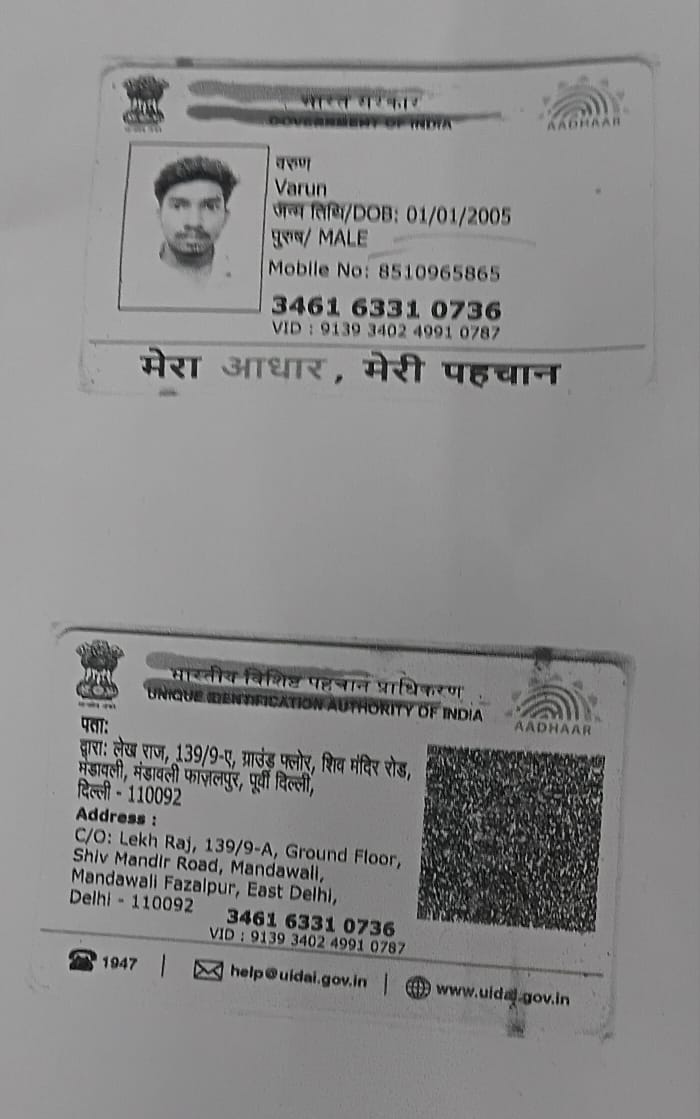 भारत सरकार
GOVERNMENT OF INDIA
AADHAAR
वरुण
Varun
जन्म तिथि/DOB: 01/01/2005
पुरुष/ MALE
Mobile No: 8510965865
3461 6331 0736
VID : 9139 3402 4991 0787
मेरा आधार, मेरी पहचान
भारतीय विशिष्ट पहचान प्राधिकरण
UNIQUE IDENTIFICATION AUTHORITY OF INDIA
AADHAAR
पता:
द्वारा: लेख राज, 139/9-ए, ग्राउंड फ्लोर, शिव मंदिर रोड,
मंडावली, मंडावली फाज़लपुर, पूर्वी दिल्ली,
दिल्ली - 110092
Address :
C/O: Lekh Raj, 139/9-A, Ground Floor,
Shiv Mandir Road, Mandawali,
Mandawali Fazalpur, East Delhi,
Delhi - 110092
3461 6331 0736
VID : 9139 3402 4991 0787
1947 | help@uidai.gov.in | www.uidai.gov.in